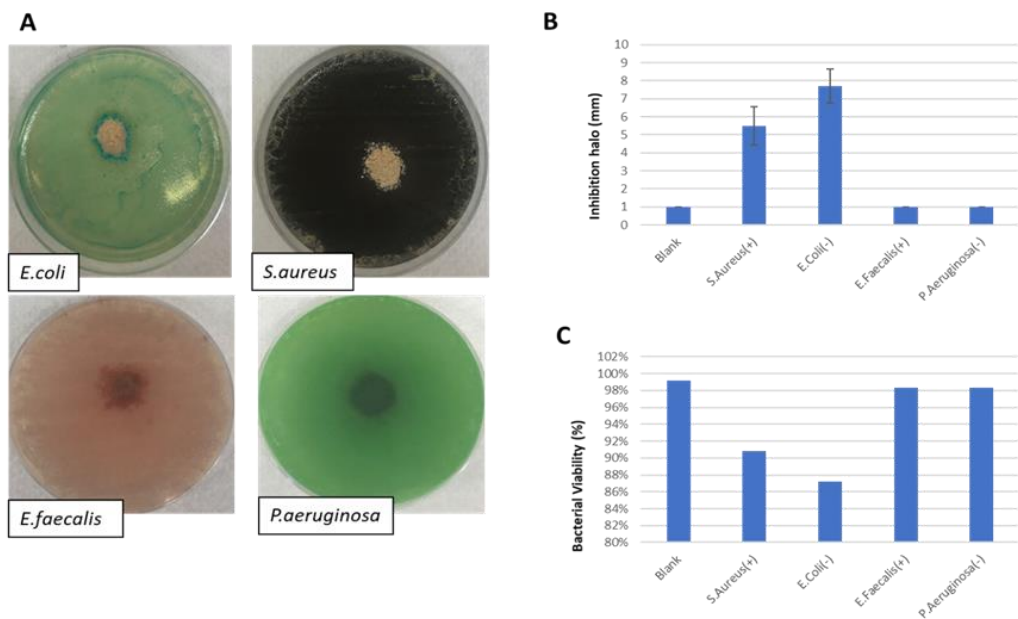 A
E.coli
S.aureus
E.faecalis
P.aeruginosa
B
Inhibition halo (mm)
10
9
8
7
6
5
4
3
2
1
0
Blank
S.Aureus(+)
E.Coli(-)
E.Faecalis(+)
P.Aeruginosa(-)
C
Bacterial Viability (%)
102%
100%
98%
96%
94%
92%
90%
88%
86%
84%
82%
80%
Blank
S.Aureus(+)
E.Coli(-)
E.Faecalis(+)
P.Aeruginosa(-)